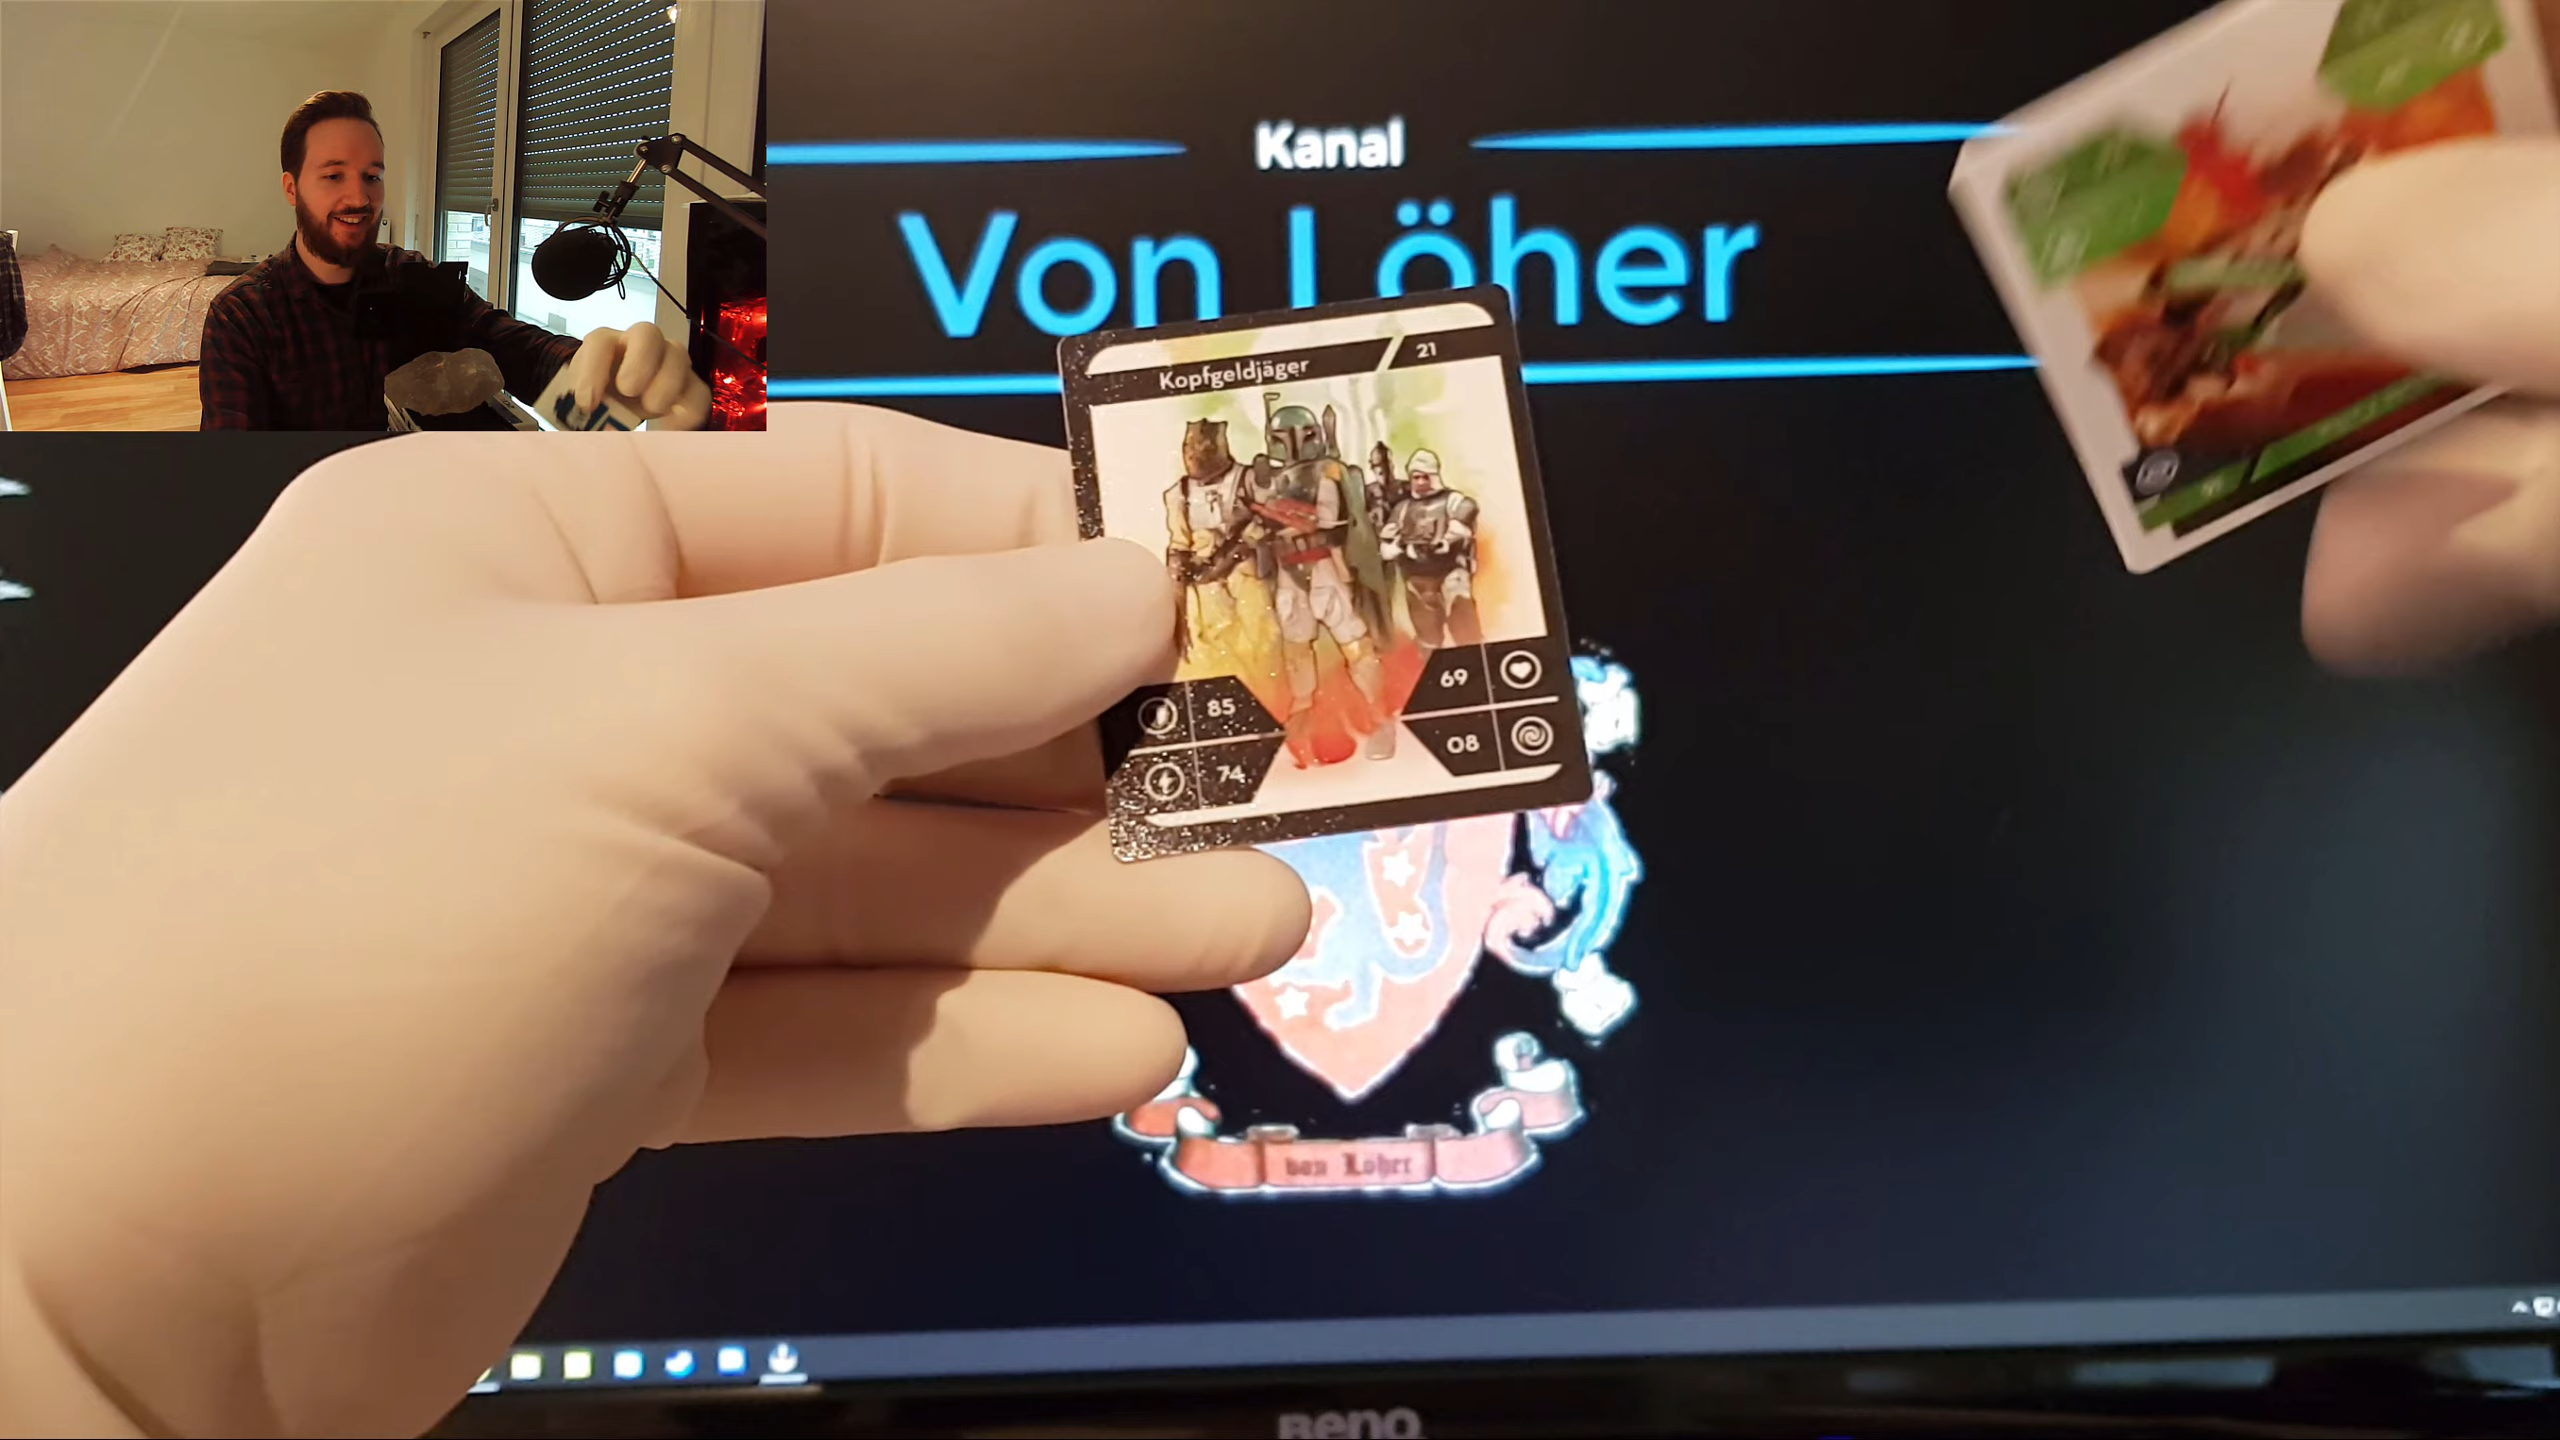 Kanal
Von Löher
Kopfgeldjäger
21
85
69
74
08
von Löher
BenQ